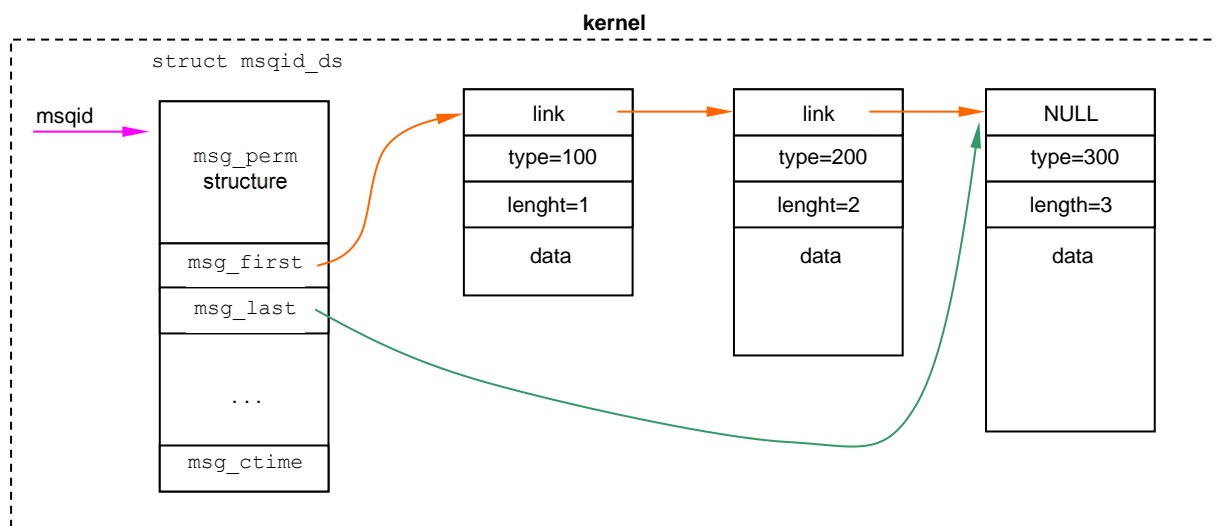 kernel
struct msqid_ds
msqid
msg_perm
structure
msg_first
msg_last
...
msg_ctime
link
type=100
lenght=1
data
link
type=200
lenght=2
data
NULL
type=300
length=3
data